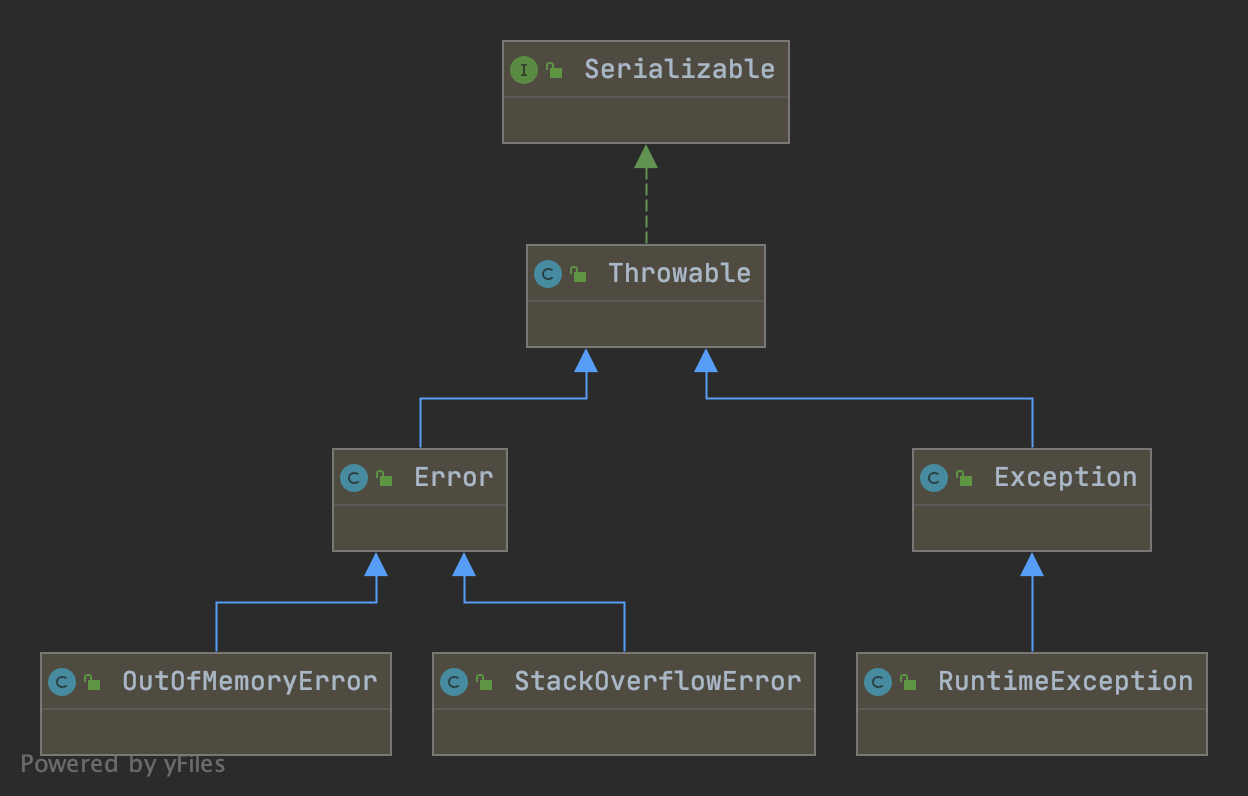 I Serializable
C Throwable
C Error
C Exception
C OutOfMemoryError
C StackOverflowError
C RuntimeException
Powered by yFiles